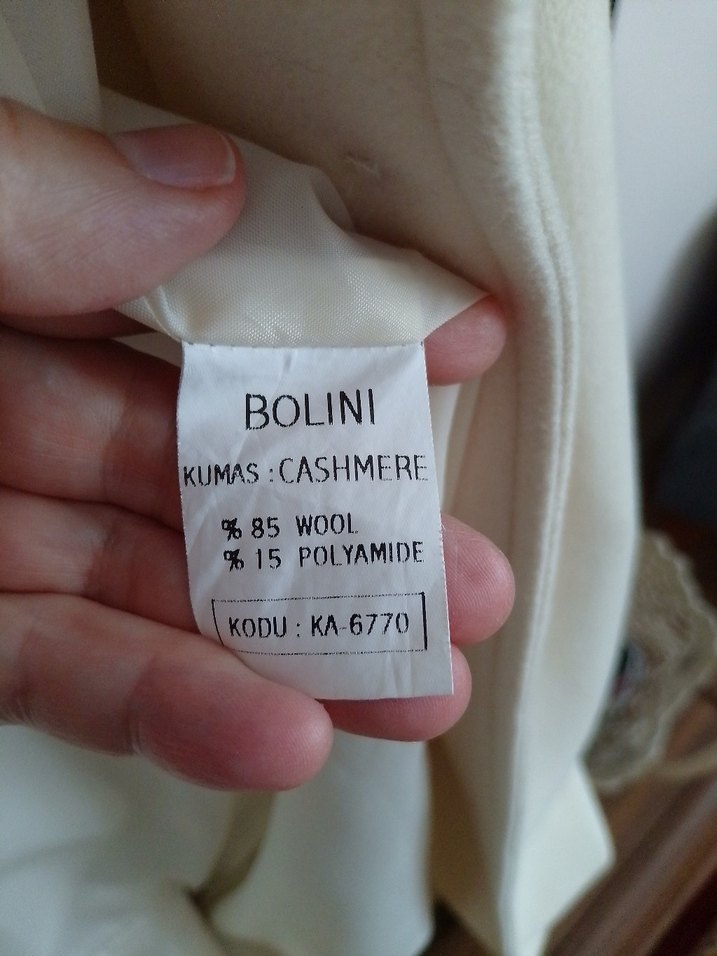 BOLINI
KUMAS : CASHMERE
% 85 WOOL
% 15 POLYAMIDE
KODU : KA-6770